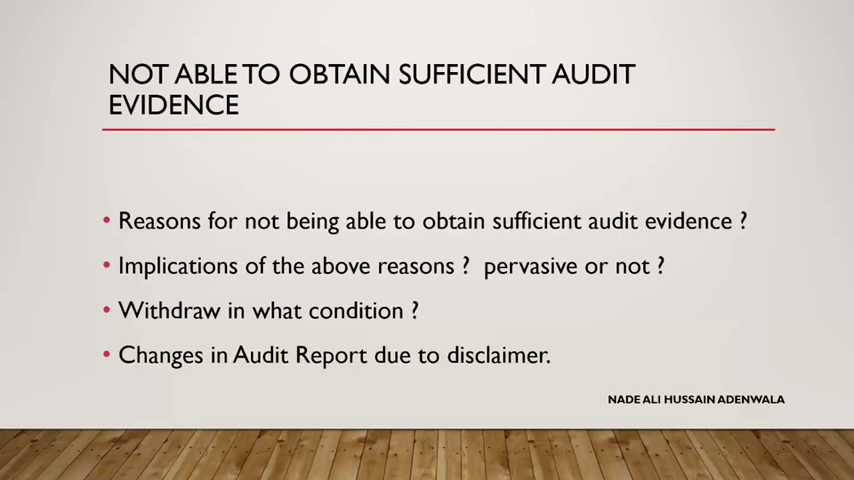 NOT ABLE TO OBTAIN SUFFICIENT AUDIT
EVIDENCE
• Reasons for not being able to obtain sufficient audit evidence ?
• Implications of the above reasons ?  pervasive or not ?
• Withdraw in what condition ?
• Changes in Audit Report due to disclaimer.
NADE ALI HUSSAIN ADENWALA